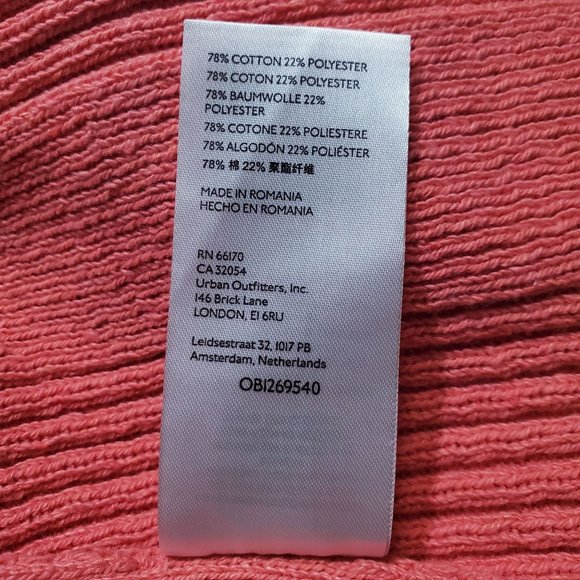 78% COTTON 22% POLYESTER
78% COTON 22% POLYESTER
78% BAUMWOLLE 22%
POLYESTER
78% COTONE 22% POLIESTERE
78% ALGODÓN 22% POLIÉSTER
78% 棉 22% 聚酯纤维
MADE IN ROMANIA
HECHO EN ROMANIA
RN 66170
CA 32054
Urban Outfitters, Inc.
146 Brick Lane
LONDON, E1 6RU
Leidsestraat 32, 1017 PB
Amsterdam, Netherlands
OB1269540